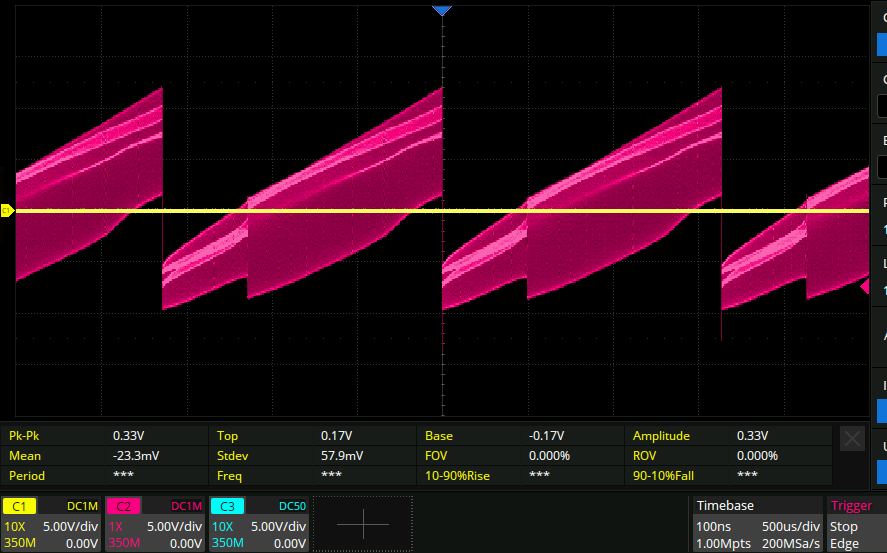 C1
Pk-Pk 0.33V Top 0.17V Base -0.17V Amplitude 0.33V
Mean -23.3mV Stdev 57.9mV FOV 0.000% ROV 0.000%
Period *** Freq *** 10-90%Rise *** 90-10%Fall ***
C1 DC1M C2 DC1M C3 DC50 Timebase Trigger
10X 5.00V/div 1X 5.00V/div 10X 5.00V/div 100ns 500us/div Stop
350M 0.00V 350M 0.00V 350M 0.00V 1.00Mpts 200MSa/s Edge